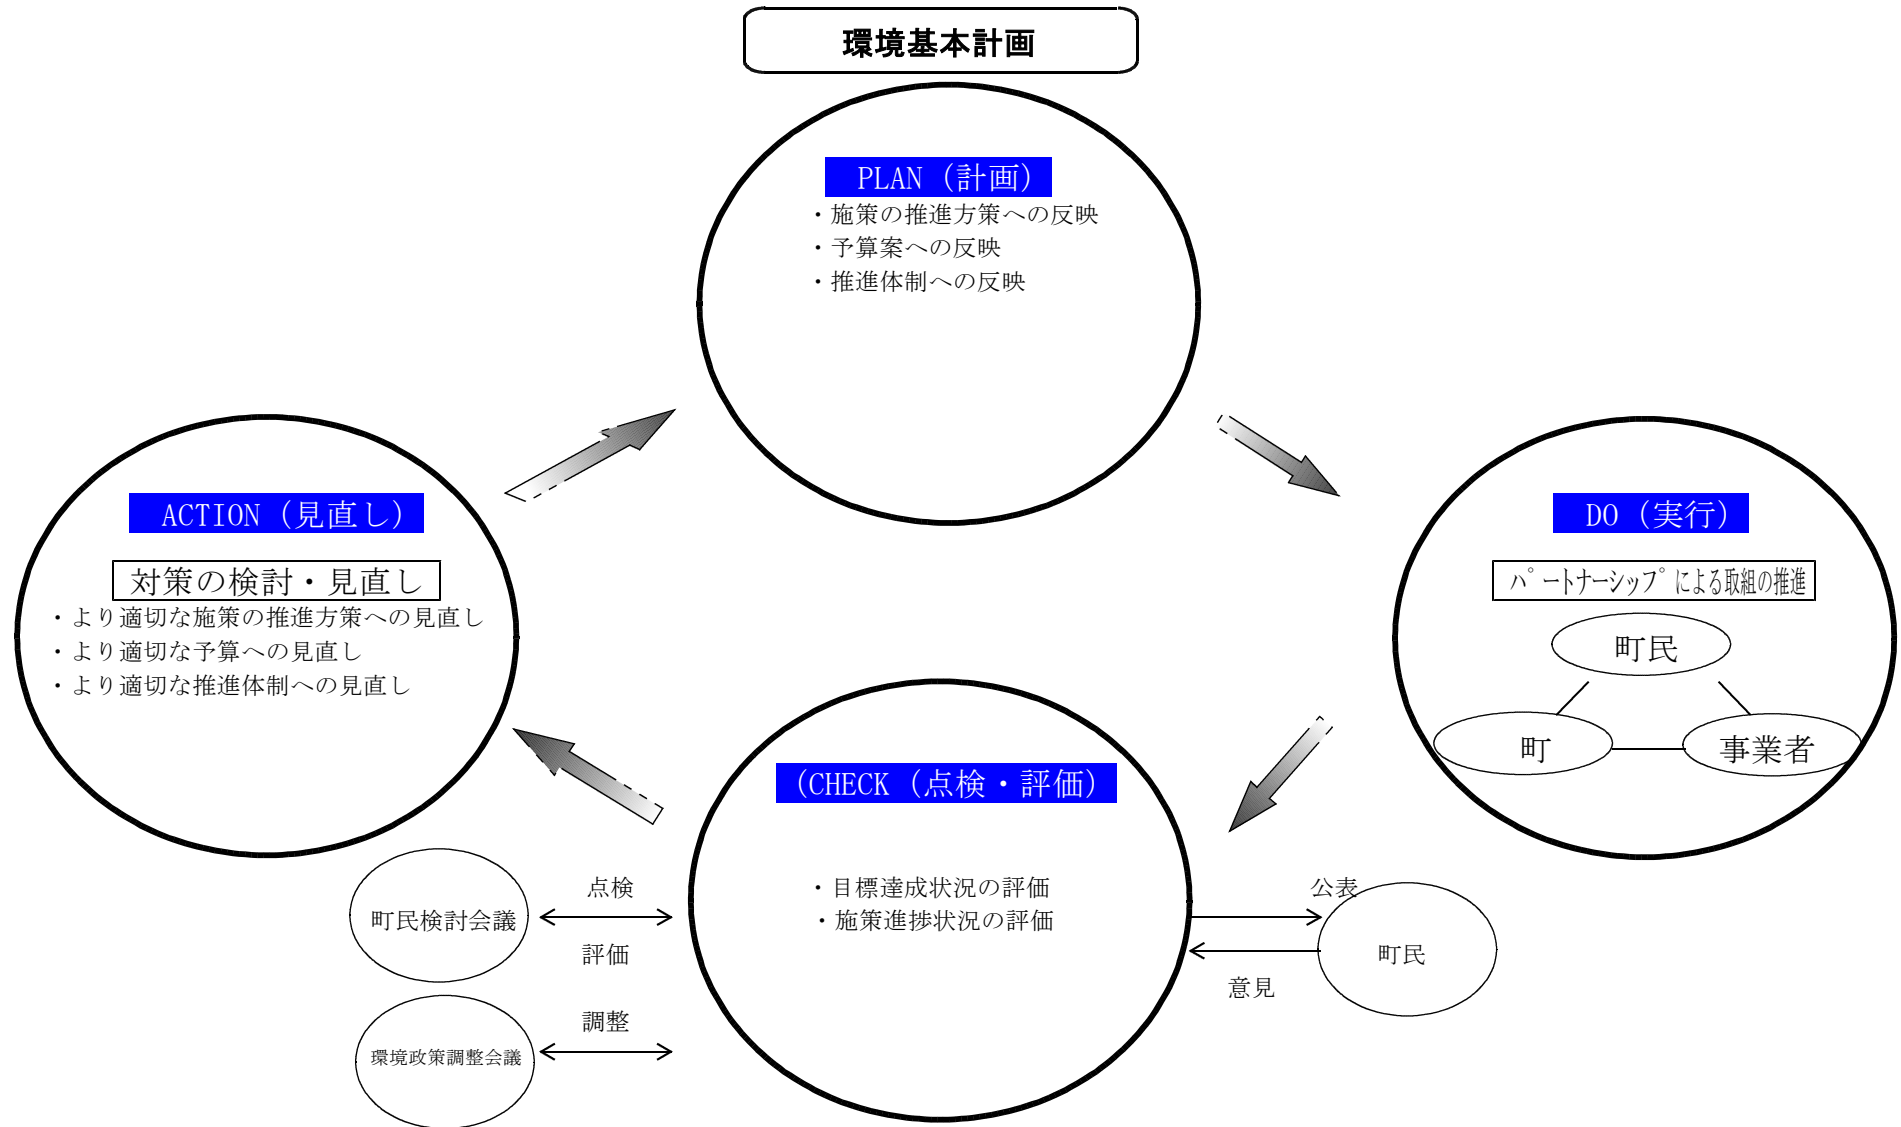 環境基本計画
PLAN（計画）
・施策の推進方策への反映
・予算案への反映
・推進体制への反映
ACTION（見直し）
対策の検討・見直し
・より適切な施策の推進方策への見直し
・より適切な予算への見直し
・より適切な推進体制への見直し
DO（実行）
ﾊﾟｰﾄﾅｰｼｯﾌﾟによる取組の推進
町民
町
事業者
(CHECK（点検・評価）
・目標達成状況の評価
・施策進捗状況の評価
町民検討会議
点検
評価
環境政策調整会議
調整
公表
意見
町民